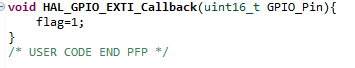 void HAL_GPIO_EXTI_Callback(uint16_t GPIO_Pin){
    flag=1;
}
/* USER CODE END PFP */